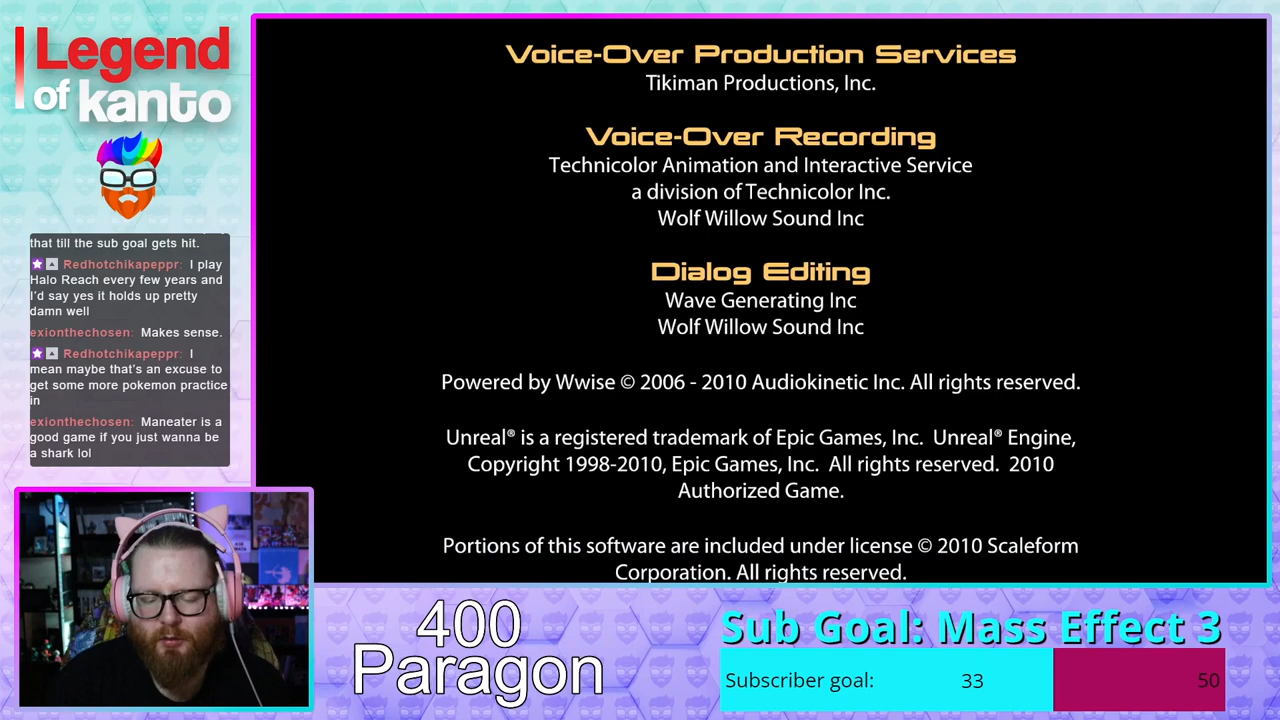 Legend
of kanto
that till the sub goal gets hit.
Redhotchikapeppr: I play
Halo Reach every few years and
I'd say yes it holds up pretty
damn well
exionthechosen: Makes sense.
Redhotchikapeppr: I
mean maybe that's an excuse to
get some more pokemon practice
in
exionthechosen: Maneater is a
good game if you just wanna be
a shark lol
Voice-Over Production Services
Tikiman Productions, Inc.
Voice-Over Recording
Technicolor Animation and Interactive Service
a division of Technicolor Inc.
Wolf Willow Sound Inc
Dialog Editing
Wave Generating Inc
Wolf Willow Sound Inc
Powered by Wwise © 2006 - 2010 Audiokinetic Inc. All rights reserved.
Unreal® is a registered trademark of Epic Games, Inc. Unreal® Engine,
Copyright 1998-2010, Epic Games, Inc. All rights reserved. 2010
Authorized Game.
Portions of this software are included under license © 2010 Scaleform
Corporation. All rights reserved.
400
Paragon
Sub Goal: Mass Effect 3
Subscriber goal: 33 50